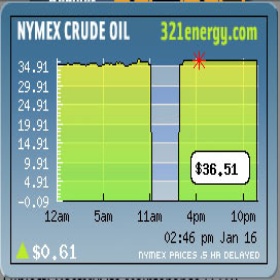 NYMEX CRUDE OIL 321energy.com
34.91
29.91
24.91
19.91
14.91
9.91
4.91
-0.09
$36.51
12am 5am 11am 4pm 10pm
02:46 pm Jan 16
$0.61 NYMEX PRICES .5 HR DELAYED